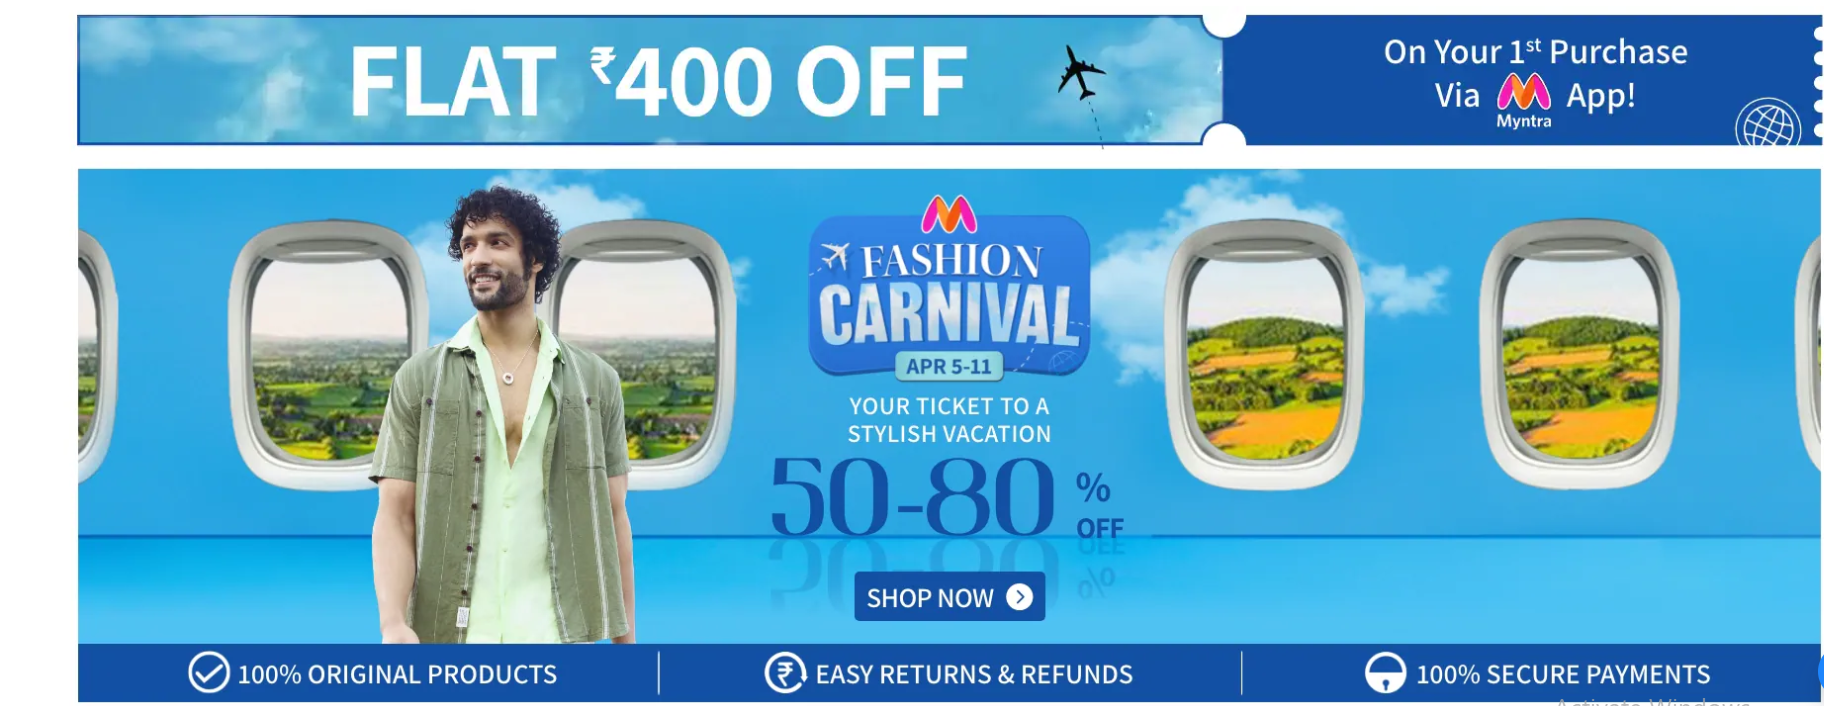 FLAT ₹400 OFF
On Your 1st Purchase
Via Myntra App!
FASHION
CARNIVAL
APR 5-11
YOUR TICKET TO A
STYLISH VACATION
50-80 % OFF
SHOP NOW
100% ORIGINAL PRODUCTS
EASY RETURNS & REFUNDS
100% SECURE PAYMENTS